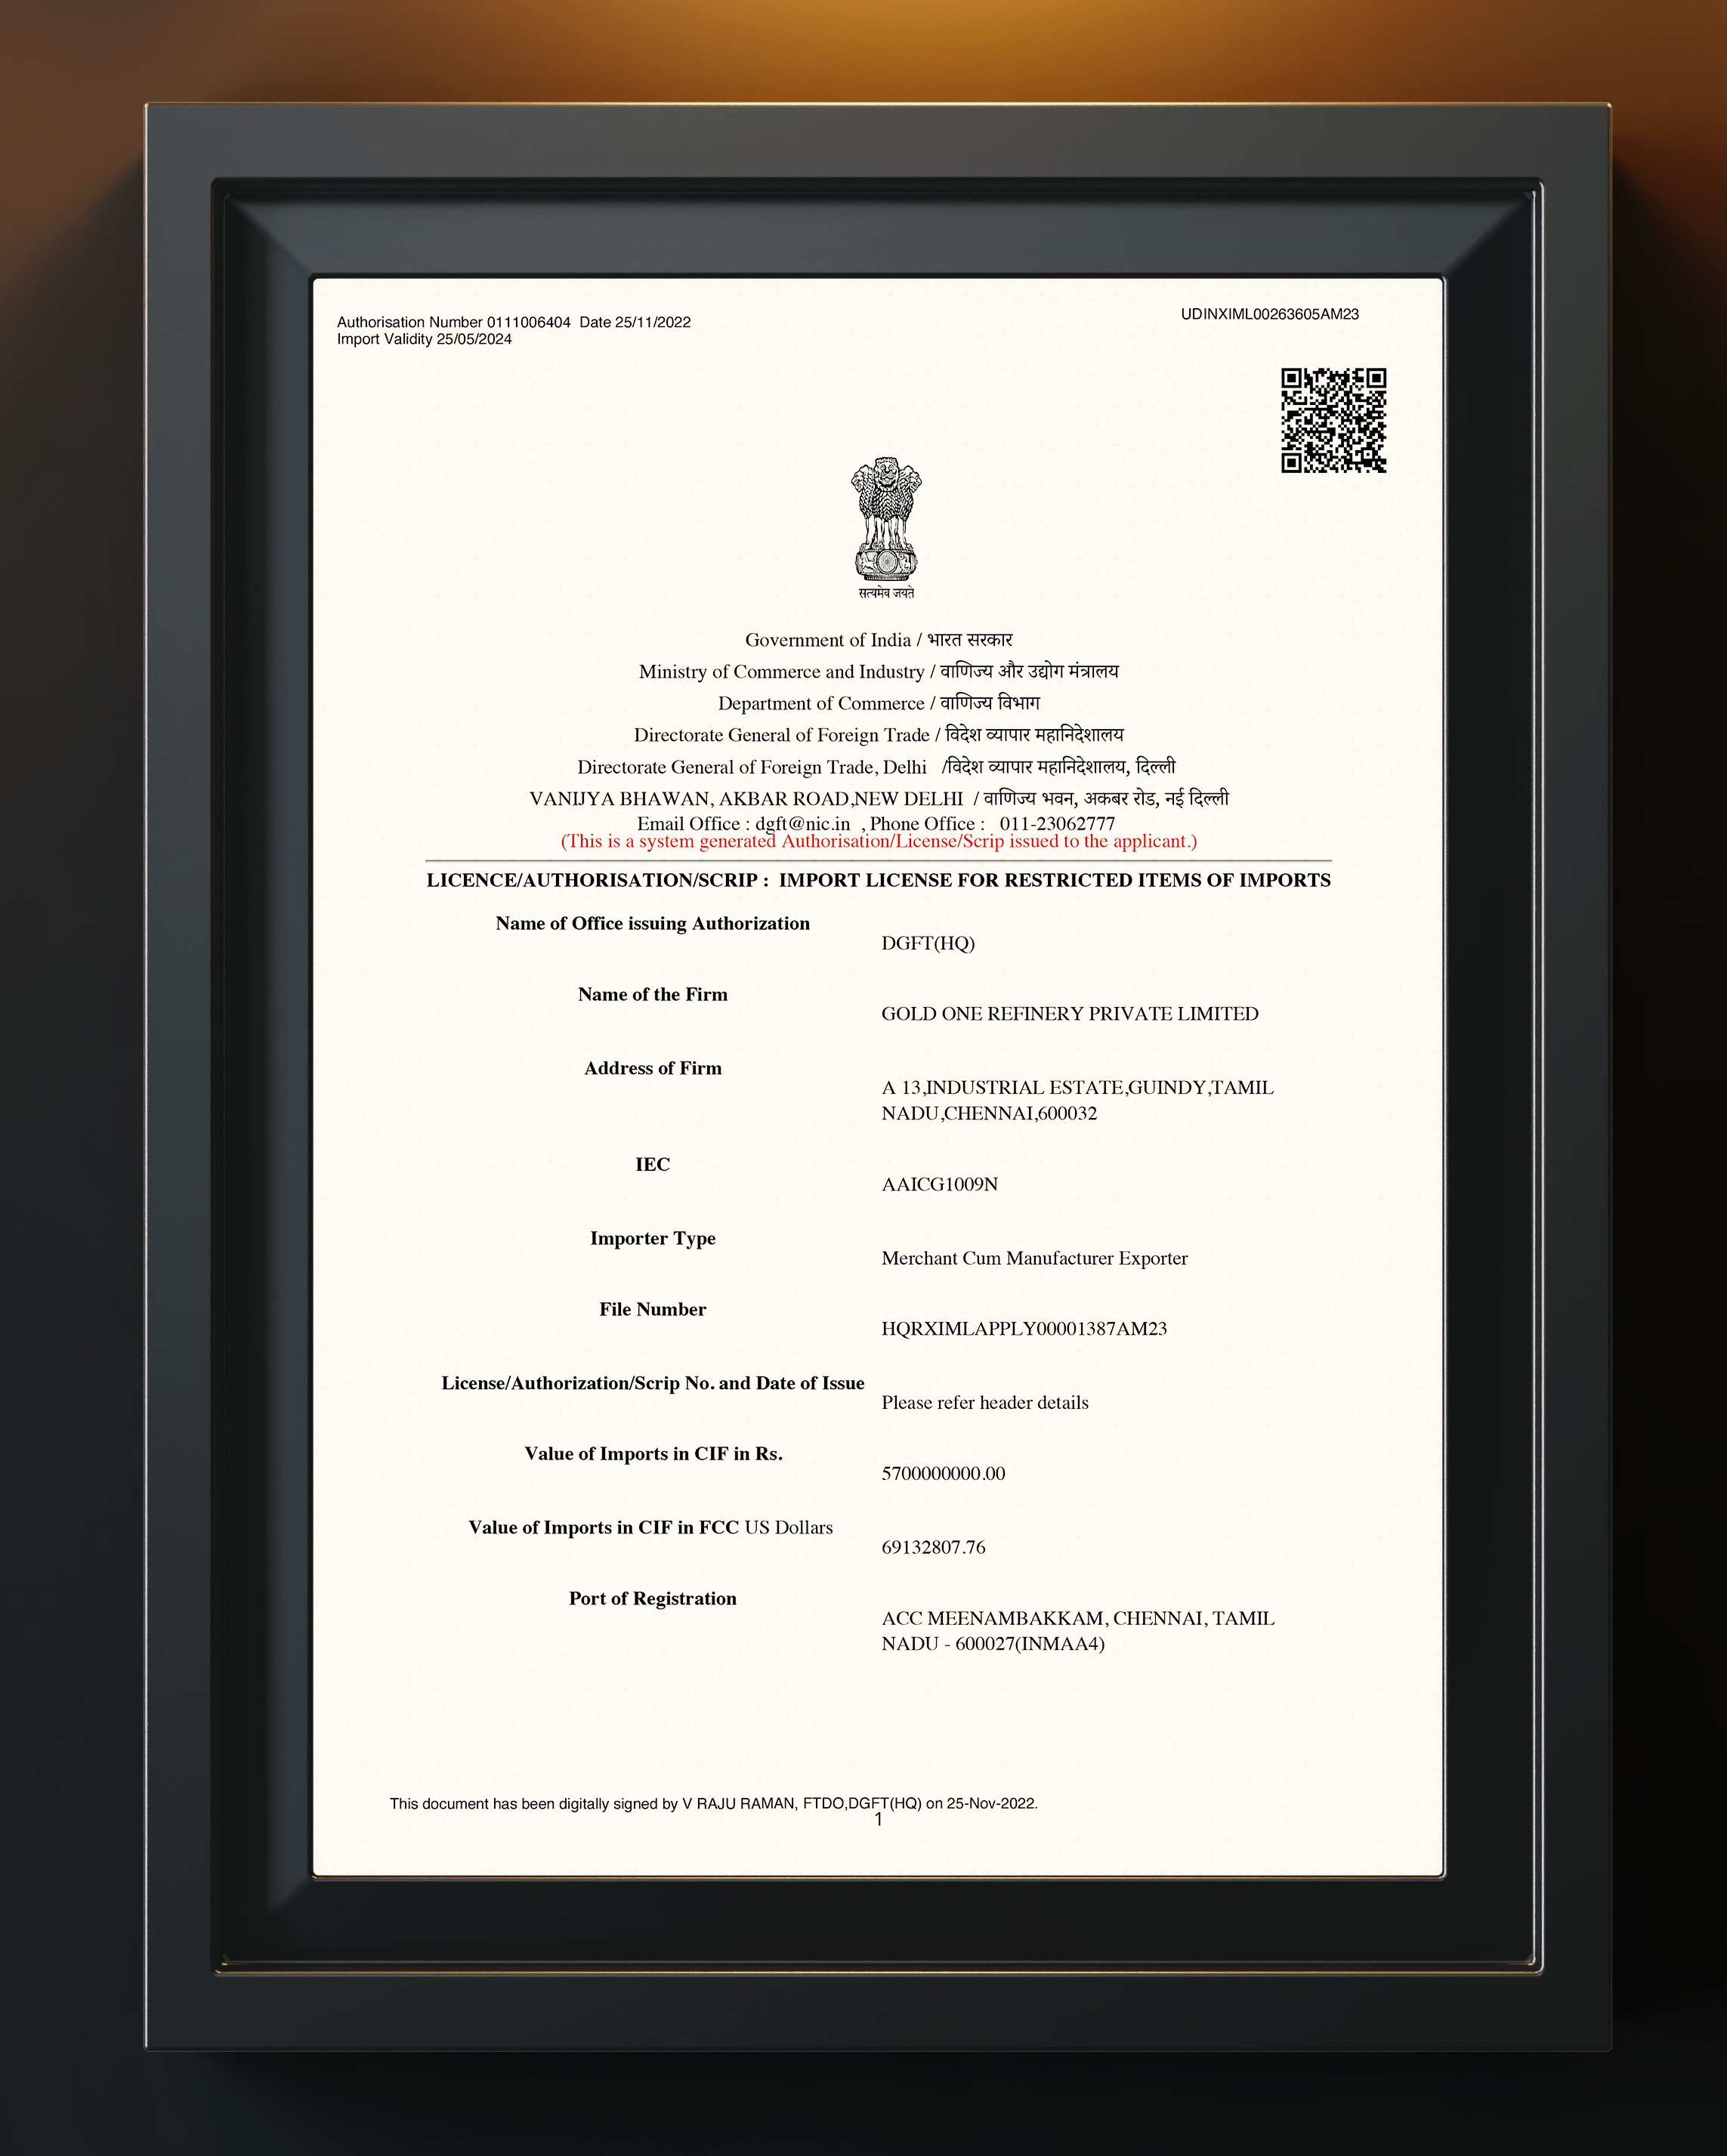 Authorisation Number 0111006404  Date 25/11/2022
Import Validity 25/05/2024
UDINXIML00263605AM23
सत्यमेव जयते
Government of India / भारत सरकार
Ministry of Commerce and Industry / वाणिज्य और उद्योग मंत्रालय
Department of Commerce / वाणिज्य विभाग
Directorate General of Foreign Trade / विदेश व्यापार महानिदेशालय
Directorate General of Foreign Trade, Delhi   /विदेश व्यापार महानिदेशालय, दिल्ली
VANIJYA BHAWAN, AKBAR ROAD,NEW DELHI  / वाणिज्य भवन, अकबर रोड, नई दिल्ली
Email Office : dgft@nic.in  , Phone Office :   011-23062777
(This is a system generated Authorisation/License/Scrip issued to the applicant.)
LICENCE/AUTHORISATION/SCRIP :  IMPORT LICENSE FOR RESTRICTED ITEMS OF IMPORTS
Name of Office issuing Authorization
DGFT(HQ)
Name of the Firm
GOLD ONE REFINERY PRIVATE LIMITED
Address of Firm
A 13,INDUSTRIAL ESTATE,GUINDY,TAMIL
NADU,CHENNAI,600032
IEC
AAICG1009N
Importer Type
Merchant Cum Manufacturer Exporter
File Number
HQRXIMLAPPLY00001387AM23
License/Authorization/Scrip No. and Date of Issue
Please refer header details
Value of Imports in CIF in Rs.
5700000000.00
Value of Imports in CIF in FCC US Dollars
69132807.76
Port of Registration
ACC MEENAMBAKKAM, CHENNAI, TAMIL
NADU - 600027(INMAA4)
This document has been digitally signed by V RAJU RAMAN, FTDO,DGFT(HQ) on 25-Nov-2022.
1